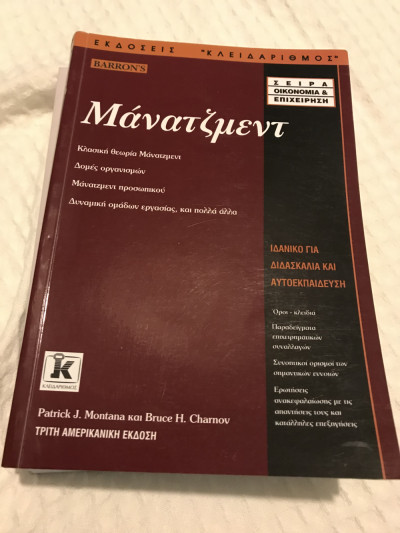 ΕΚΔΟΣΕΙΣ "ΚΛΕΙΔΑΡΙΘΜΟΣ"
BARRON'S
ΣΕΙΡΑ
ΟΙΚΟΝΟΜΙΑ &
ΕΠΙΧΕΙΡΗΣΗ
Μάνατζμεντ
Κλασική θεωρία Μάνατζμεντ
Δομές οργανισμών
Μάνατζμεντ προσωπικού
Δυναμική ομάδων εργασίας, και πολλά άλλα
ΙΔΑΝΙΚΟ ΓΙΑ
ΔΙΔΑΣΚΑΛΙΑ ΚΑΙ
ΑΥΤΟΕΚΠΑΙΔΕΥΣΗ
Όροι - κλειδιά
Παραδείγματα
επιχειρηματικών
συναλλαγών
Συνοπτικοί ορισμοί των
σημαντικών εννοιών
Ερωτήσεις
ανακεφαλαίωσης με τις
απαντήσεις τους και
κατάλληλες επεξηγήσεις
Κ
ΚΛΕΙΔΑΡΙΘΜΟΣ
Patrick J. Montana και Bruce H. Charnov
ΤΡΙΤΗ ΑΜΕΡΙΚΑΝΙΚΗ ΕΚΔΟΣΗ